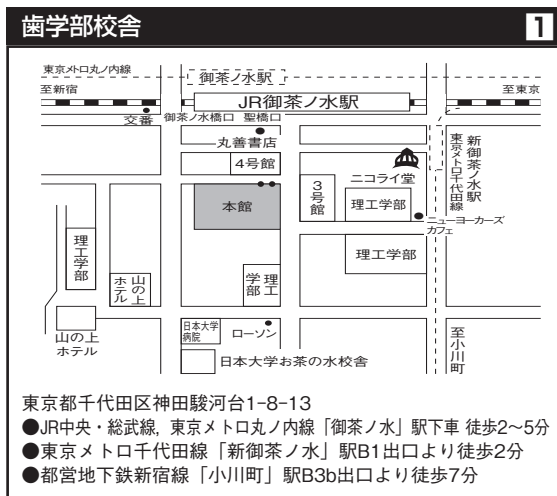 歯学部校舎 1
東京メトロ丸ノ内線
御茶ノ水駅
至新宿
至東京
JR御茶ノ水駅
交番
御茶ノ水橋口 聖橋口
丸善書店
4号館
ニコライ堂
新御茶ノ水駅
東京メトロ千代田線
本館
3号館
理工学部
ニューヨーカーズ
カフェ
理工学部
理工学部
山の上
ホテル
理工
学部
山の上
ホテル
日本大学
病院
ローソン
日本大学お茶の水校舎
至小川町
東京都千代田区神田駿河台1-8-13
●JR中央・総武線,東京メトロ丸ノ内線「御茶ノ水」駅下車 徒歩2～5分
●東京メトロ千代田線「新御茶ノ水」駅B1出口より徒歩2分
●都営地下鉄新宿線「小川町」駅B3b出口より徒歩7分